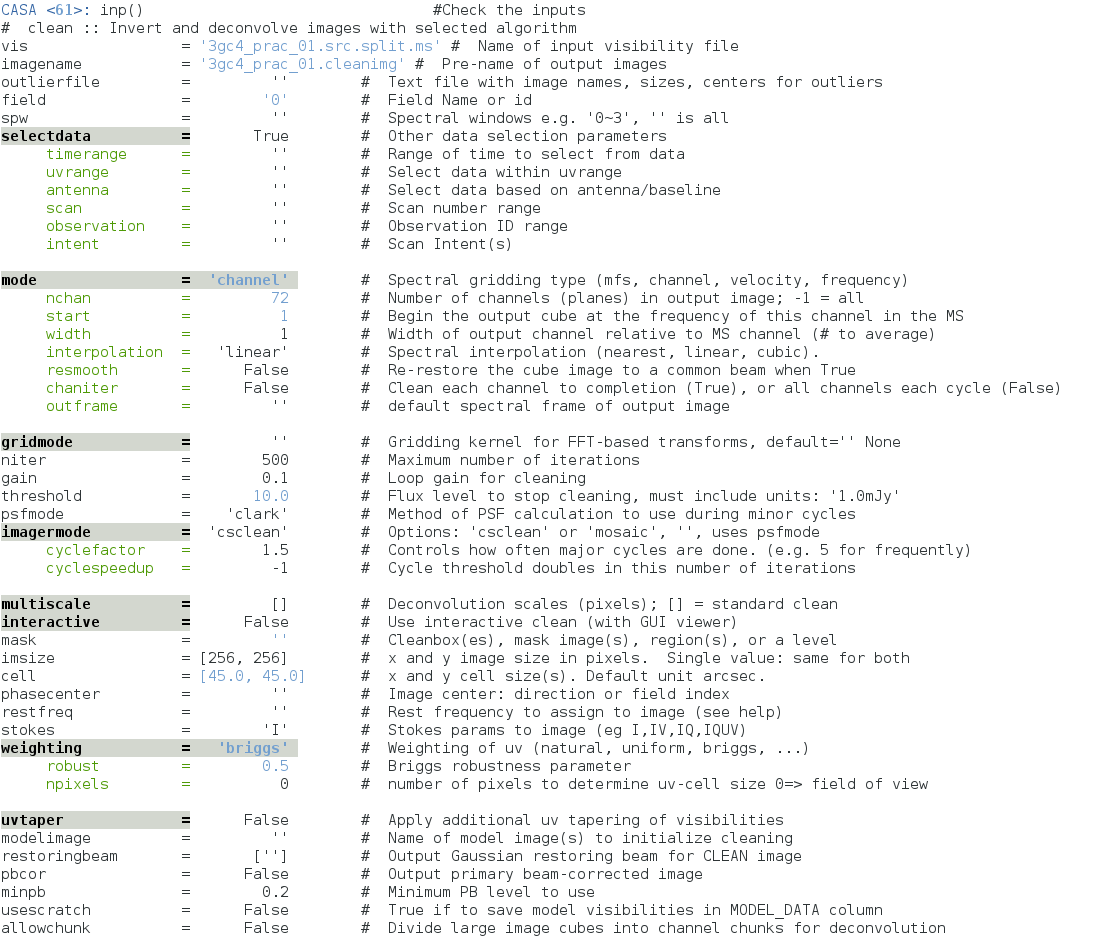 CASA <61>: inp() #Check the inputs
# clean :: Invert and deconvolve images with selected algorithm
vis = '3gc4_prac_01.src.split.ms' # Name of input visibility file
imagename = '3gc4_prac_01.cleanimg' # Pre-name of output images
outlierfile = '' # Text file with image names, sizes, centers for outliers
field = '0' # Field Name or id
spw = '' # Spectral windows e.g. '0~3', '' is all
selectdata = True # Other data selection parameters
timerange = '' # Range of time to select from data
uvrange = '' # Select data within uvrange
antenna = '' # Select data based on antenna/baseline
scan = '' # Scan number range
observation = '' # Observation ID range
intent = '' # Scan Intent(s)
mode = 'channel' # Spectral gridding type (mfs, channel, velocity, frequency)
nchan = 72 # Number of channels (planes) in output image; -1 = all
start = 1 # Begin the output cube at the frequency of this channel in the MS
width = 1 # Width of output channel relative to MS channel (# to average)
interpolation = 'linear' # Spectral interpolation (nearest, linear, cubic).
resmooth = False # Re-restore the cube image to a common beam when True
chaniter = False # Clean each channel to completion (True), or all channels each cycle (False)
outframe = '' # default spectral frame of output image
gridmode = '' # Gridding kernel for FFT-based transforms, default='' None
niter = 500 # Maximum number of iterations
gain = 0.1 # Loop gain for cleaning
threshold = 10.0 # Flux level to stop cleaning, must include units: '1.0mJy'
psfmode = 'clark' # Method of PSF calculation to use during minor cycles
imagermode = 'csclean' # Options: 'csclean' or 'mosaic', '', uses psfmode
cyclefactor = 1.5 # Controls how often major cycles are done. (e.g. 5 for frequently)
cyclespeedup = -1 # Cycle threshold doubles in this number of iterations
multiscale = [] # Deconvolution scales (pixels); [] = standard clean
interactive = False # Use interactive clean (with GUI viewer)
mask = '' # Cleanbox(es), mask image(s), region(s), or a level
imsize = [256, 256] # x and y image size in pixels. Single value: same for both
cell = [45.0, 45.0] # x and y cell size(s). Default unit arcsec.
phasecenter = '' # Image center: direction or field index
restfreq = '' # Rest frequency to assign to image (see help)
stokes = 'I' # Stokes params to image (eg I,IV,IQ,IQUV)
weighting = 'briggs' # Weighting of uv (natural, uniform, briggs, ...)
robust = 0.5 # Briggs robustness parameter
npixels = 0 # number of pixels to determine uv-cell size 0=> field of view
uvtaper = False # Apply additional uv tapering of visibilities
modelimage = '' # Name of model image(s) to initialize cleaning
restoringbeam = [''] # Output Gaussian restoring beam for CLEAN image
pbcor = False # Output primary beam-corrected image
minpb = 0.2 # Minimum PB level to use
usescratch = False # True if to save model visibilities in MODEL_DATA column
allowchunk = False # Divide large image cubes into channel chunks for deconvolution